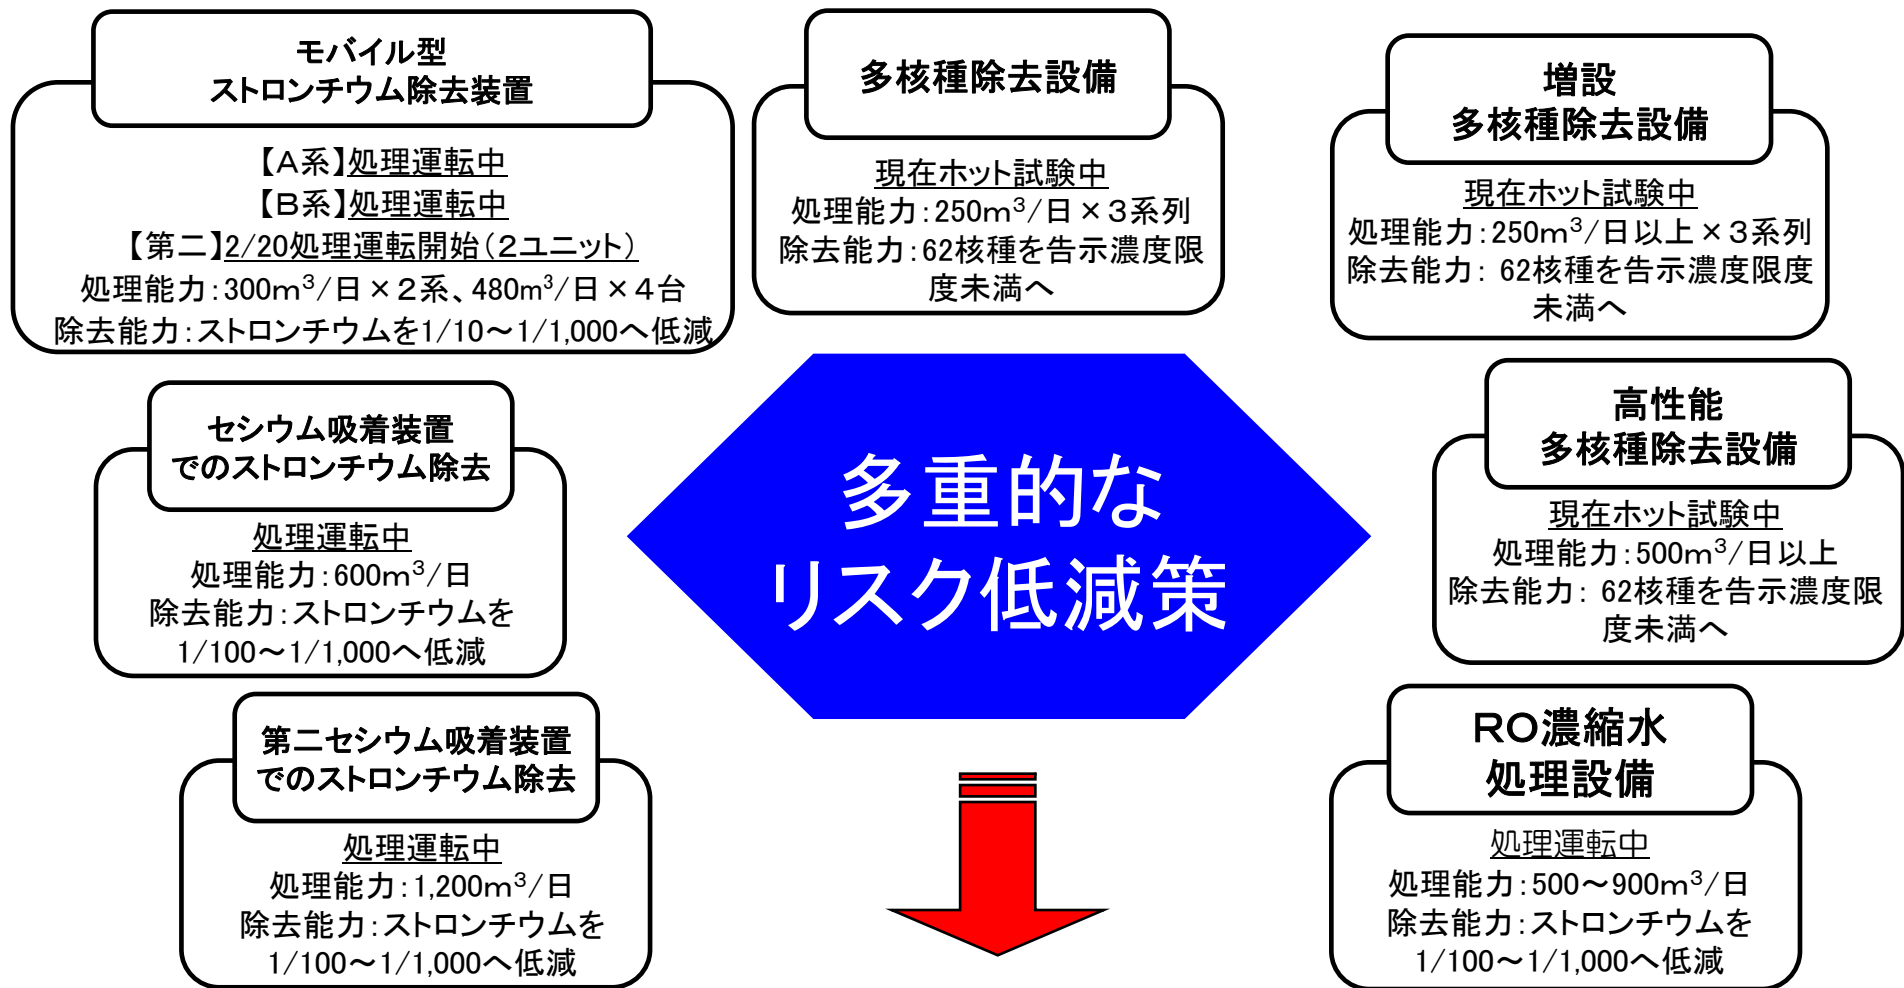 モバイル型
ストロンチウム除去装置
【A系】処理運転中
【B系】処理運転中
【第二】2/20処理運転開始(2ユニット)
処理能力:300m³/日×2系、480m³/日×4台
除去能力:ストロンチウムを1/10~1/1,000へ低減
多核種除去設備
現在ホット試験中
処理能力:250m³/日×3系列
除去能力:62核種を告示濃度限
度未満へ
増設
多核種除去設備
現在ホット試験中
処理能力:250m³/日以上×3系列
除去能力: 62核種を告示濃度限度
未満へ
セシウム吸着装置
でのストロンチウム除去
処理運転中
処理能力:600m³/日
除去能力:ストロンチウムを
1/100~1/1,000へ低減
多重的な
リスク低減策
高性能
多核種除去設備
現在ホット試験中
処理能力:500m³/日以上
除去能力: 62核種を告示濃度限
度未満へ
第二セシウム吸着装置
でのストロンチウム除去
処理運転中
処理能力:1,200m³/日
除去能力:ストロンチウムを
1/100~1/1,000へ低減
RO濃縮水
処理設備
処理運転中
処理能力:500~900m³/日
除去能力:ストロンチウムを
1/100~1/1,000へ低減